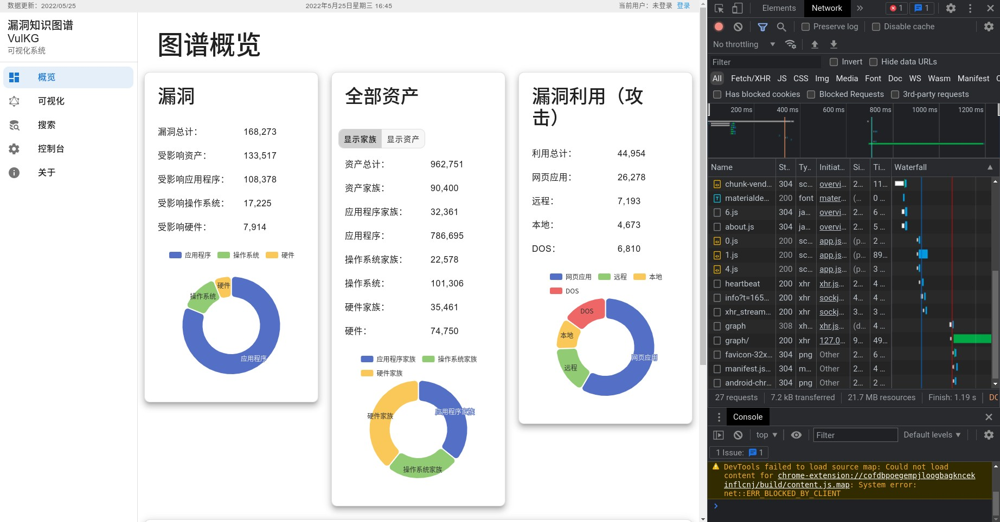 数据更新：2022/05/25
2022年5月25日星期三 16:45
当前用户：未登录 登录
漏洞知识图谱
VulKG
可视化系统
概览
可视化
搜索
控制台
关于
图谱概览
漏洞
漏洞总计： 168,273
受影响资产： 133,517
受影响应用程序： 108,378
受影响操作系统： 17,225
受影响硬件： 7,914
应用程序 操作系统 硬件
硬件
操作系统
应用程序
全部资产
显示家族 显示资产
资产总计： 962,751
资产家族： 90,400
应用程序家族： 32,361
应用程序： 786,695
操作系统家族： 22,578
操作系统： 101,306
硬件家族： 35,461
硬件： 74,750
应用程序家族 操作系统家族
硬件家族
应用程序家族
硬件家族
操作系统家族
漏洞利用（攻
击）
利用总计： 44,954
网页应用： 26,278
远程： 7,193
本地： 4,673
DOS： 6,810
网页应用 远程 本地
DOS
DOS
本地
网页应用
远程
Elements Network 1 1
Preserve log Disable cache
No throttling
Filter Invert Hide data URLs
All Fetch/XHR JS CSS Img Media Font Doc WS Wasm Manifest
Has blocked cookies Blocked Requests 3rd-party requests
200 ms 400 ms 600 ms 800 ms 1000 ms 1200 ms
Name St.. Ty.. Initiat... Si... Ti... Waterfall
chunk-vend... 304 sc... overvi... 2... 11...
materialde... 200 font mater... (... 0 ...
6.js 304 ja... overvi... 2... 6 ...
about.js 304 ja... overvi... 2... 5 ...
0.js 200 sc... app.js... (p... 2 ...
1.js 200 sc... app.js... (p... 89...
4.js 200 sc... app.js... (p... 3 ...
heartbeat 200 xhr xhr.js... 2... 4 ...
info?t=165... 200 xhr sockj... 4... 4 ...
xhr_stream... 200 xhr sockj... 3... 3 ...
graph 308 xh... xhr.js... (d... 4 ...
graph/ 200 xhr 127.0... 9... 49...
favicon-32x... 304 png Other 2... 6 ...
manifest.js... 304 m... Other 2... 4 ...
android-chr... 304 png Other 2... 2 ...
27 requests 7.2 kB transferred 21.7 MB resources Finish: 1.19 s DC
Console
top Filter Default levels
1 Issue: 1
DevTools failed to load source map: Could not load
content for chrome-extension://cofdbpoegempjloogbagkncek
inflcnj/build/content.js.map: System error:
net::ERR_BLOCKED_BY_CLIENT